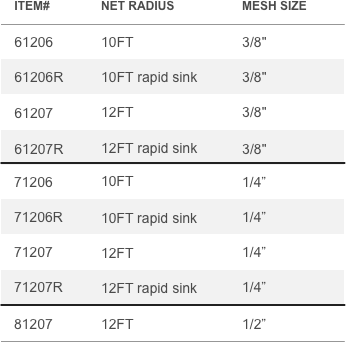 ITEM# NET RADIUS MESH SIZE
61206 10FT 3/8"
61206R 10FT rapid sink 3/8"
61207 12FT 3/8"
61207R 12FT rapid sink 3/8"
71206 10FT 1/4”
71206R 10FT rapid sink 1/4”
71207 12FT 1/4”
71207R 12FT rapid sink 1/4”
81207 12FT 1/2”